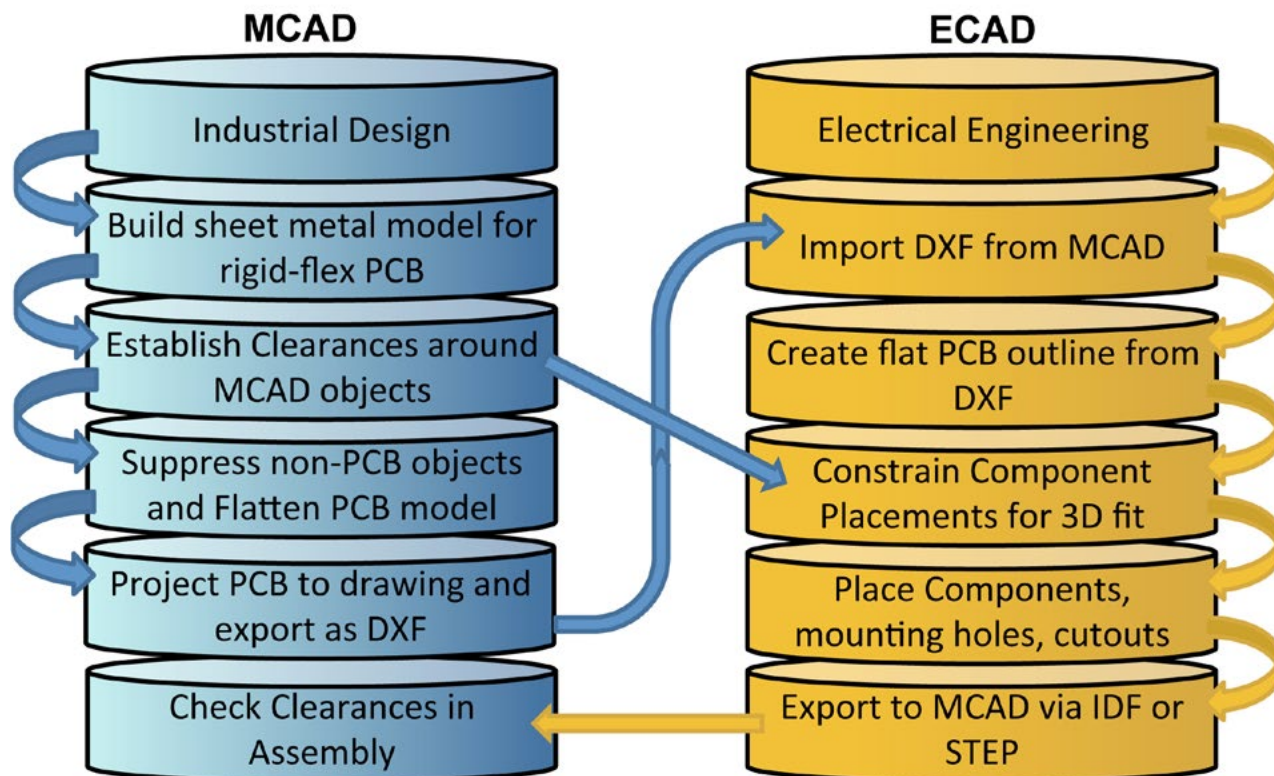 MCAD
Industrial Design
Build sheet metal model for
rigid-flex PCB
Establish Clearances around
MCAD objects
Suppress non-PCB objects
and Flatten PCB model
Project PCB to drawing and
export as DXF
Check Clearances in
Assembly
ECAD
Electrical Engineering
Import DXF from MCAD
Create flat PCB outline from
DXF
Constrain Component
Placements for 3D fit
Place Components,
mounting holes, cutouts
Export to MCAD via IDF or
STEP